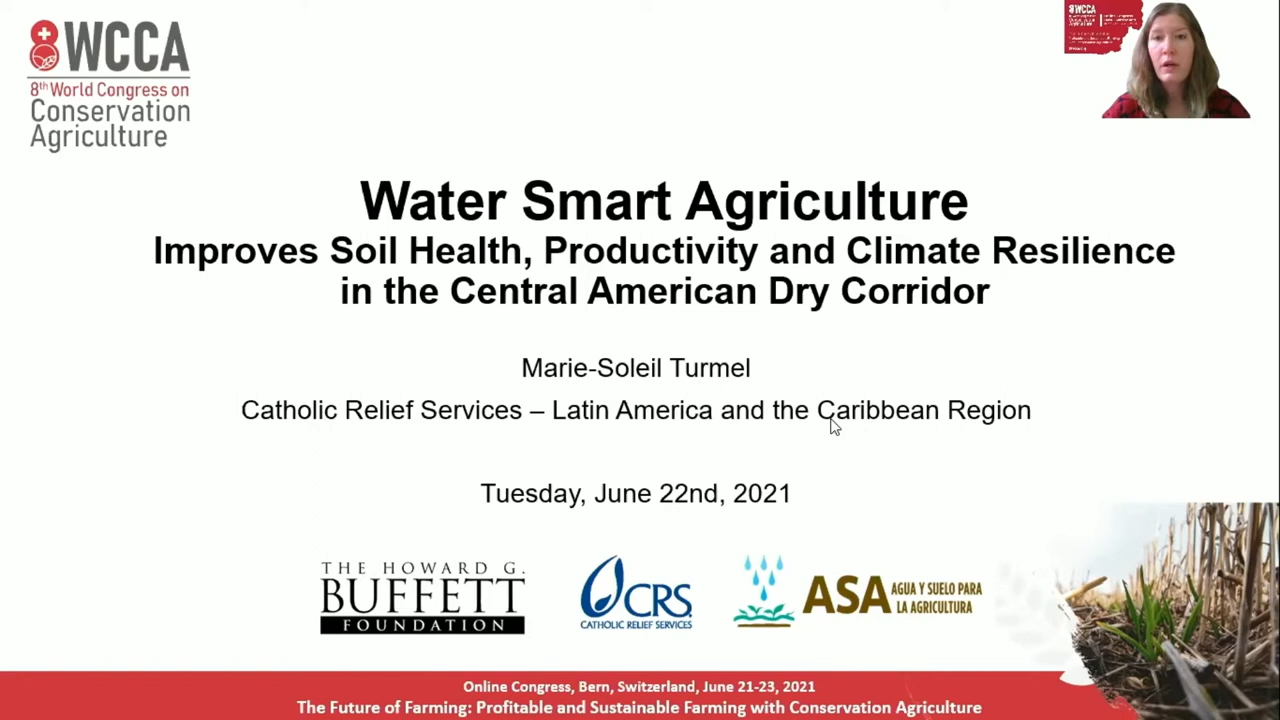 8WCCA
8th World Congress on
Conservation
Agriculture
8WCCA
Water Smart Agriculture
Improves Soil Health, Productivity and Climate Resilience
in the Central American Dry Corridor
Marie-Soleil Turmel
Catholic Relief Services – Latin America and the Caribbean Region
Tuesday, June 22nd, 2021
THE HOWARD G.
BUFFETT
FOUNDATION
CRS
CATHOLIC RELIEF SERVICES
ASA
AGUA Y SUELO PARA
LA AGRICULTURA
Online Congress, Bern, Switzerland, June 21-23, 2021
The Future of Farming: Profitable and Sustainable Farming with Conservation Agriculture